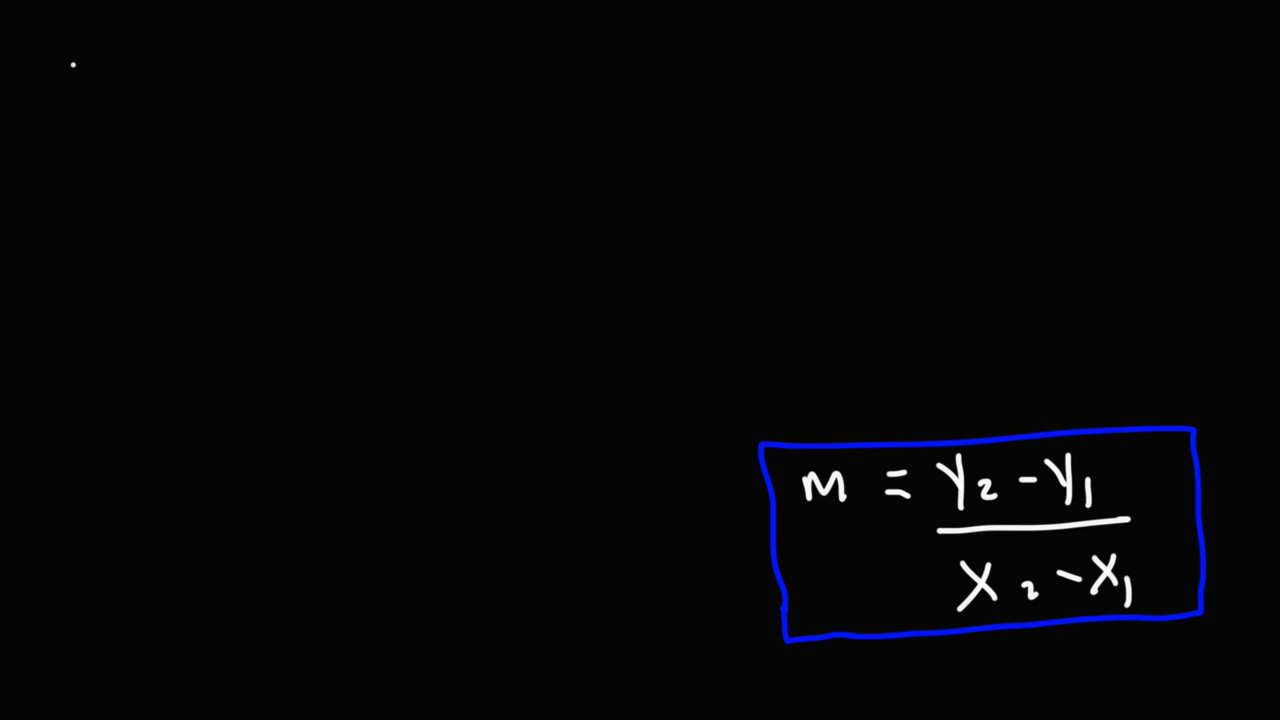 m = y₂ - y₁
x₂ - x₁